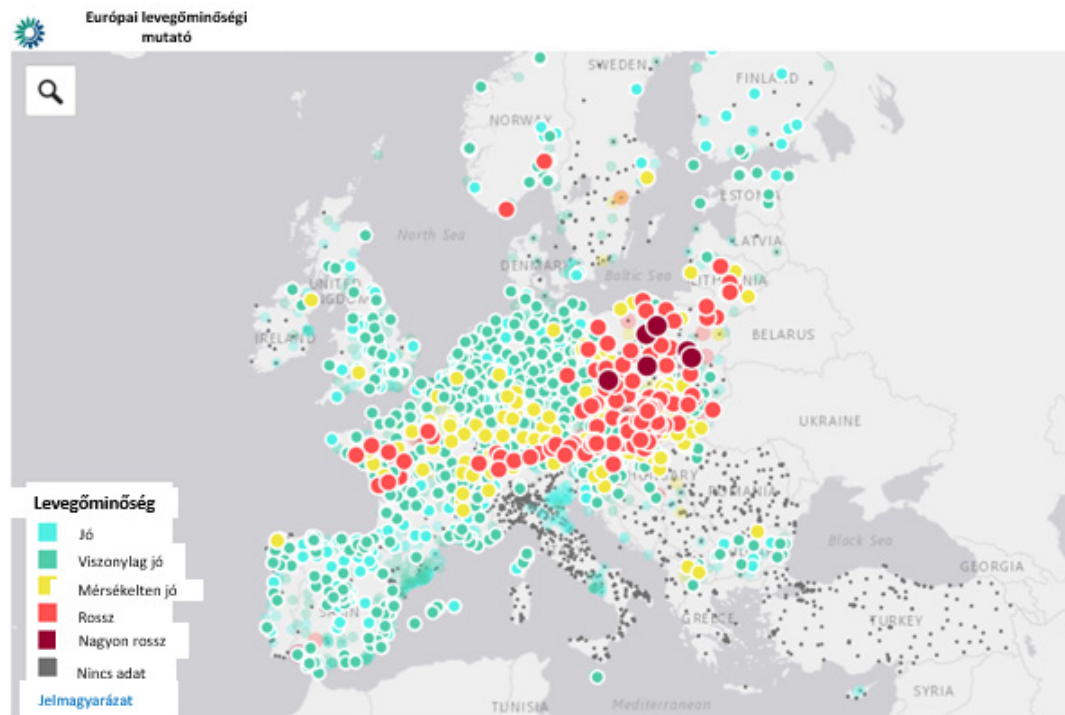 Európai levegőminőségi
mutató
SWEDEN
FINLAND
NORWAY
ESTONIA
North Sea
LATVIA
DENMARK
Baltic Sea
LITHUANIA
UNITED
KINGDOM
IRELAND
BELARUS
UKRAINE
HUNGARY
ROMANIA
Black Sea
GEORGIA
SPAIN
GREECE
TURKEY
SYRIA
TUNISIA
Mediterranean
Levegőminőség
Jó
Viszonylag jó
Mérsékelten jó
Rossz
Nagyon rossz
Nincs adat
Jelmagyarázat